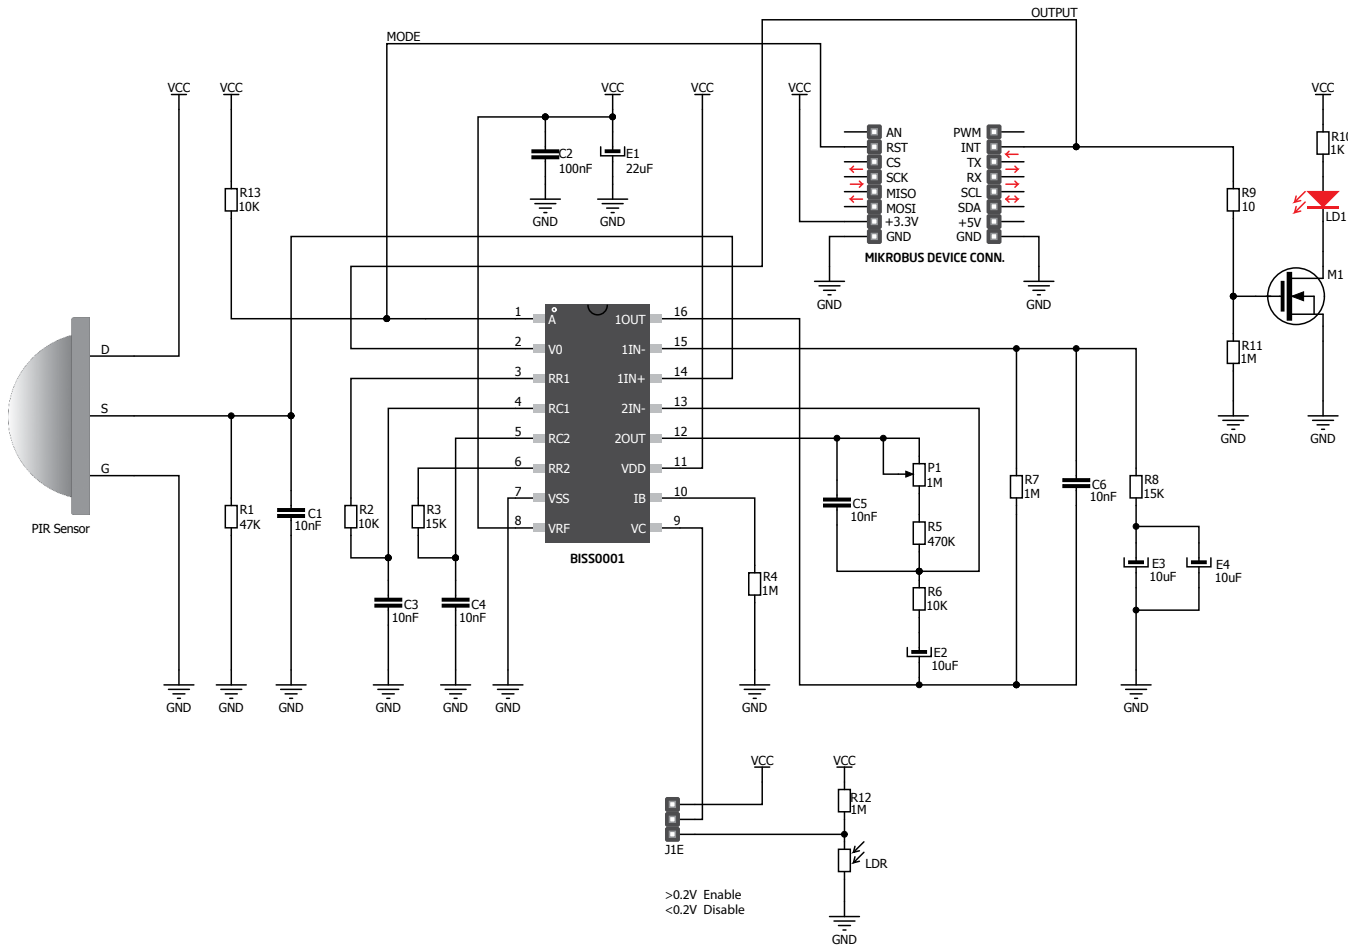 OUTPUT
MODE
VCC
VCC
VCC
VCC
VCC
VCC
R13
10K
C2
100nF
E1
22uF
GND
GND
AN
RST
CS
SCK
MISO
MOSI
+3.3V
GND
PWM
INT
TX
RX
SCL
SDA
+5V
GND
MIKROBUS DEVICE CONN.
GND
GND
R10
1K
LD1
R9
10
M1
R11
1M
GND
GND
D
S
G
PIR Sensor
1
2
3
4
5
6
7
8
A
V0
RR1
RC1
RC2
RR2
VSS
VRF
1OUT
1IN-
1IN+
2IN-
2OUT
VDD
IB
VC
16
15
14
13
12
11
10
9
BISS0001
R1
47K
C1
10nF
R2
10K
R3
15K
C3
10nF
C4
10nF
R4
1M
C5
10nF
P1
1M
R5
470K
R6
10K
E2
10uF
R7
1M
C6
10nF
R8
15K
E3
10uF
E4
10uF
GND
GND
GND
GND
GND
GND
GND
GND
VCC
VCC
R12
1M
J1E
LDR
>0.2V Enable
<0.2V Disable
GND